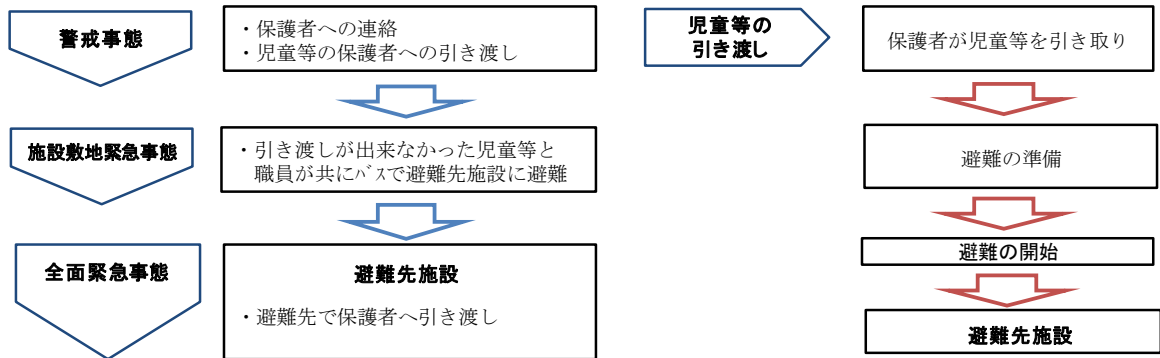 警戒事態
・保護者への連絡
・児童等の保護者への引き渡し
施設敷地緊急事態
・引き渡しが出来なかった児童等と
職員が共にﾊﾞｽで避難先施設に避難
全面緊急事態
避難先施設
・避難先で保護者へ引き渡し
児童等の
引き渡し
保護者が児童等を引き取り
避難の準備
避難の開始
避難先施設